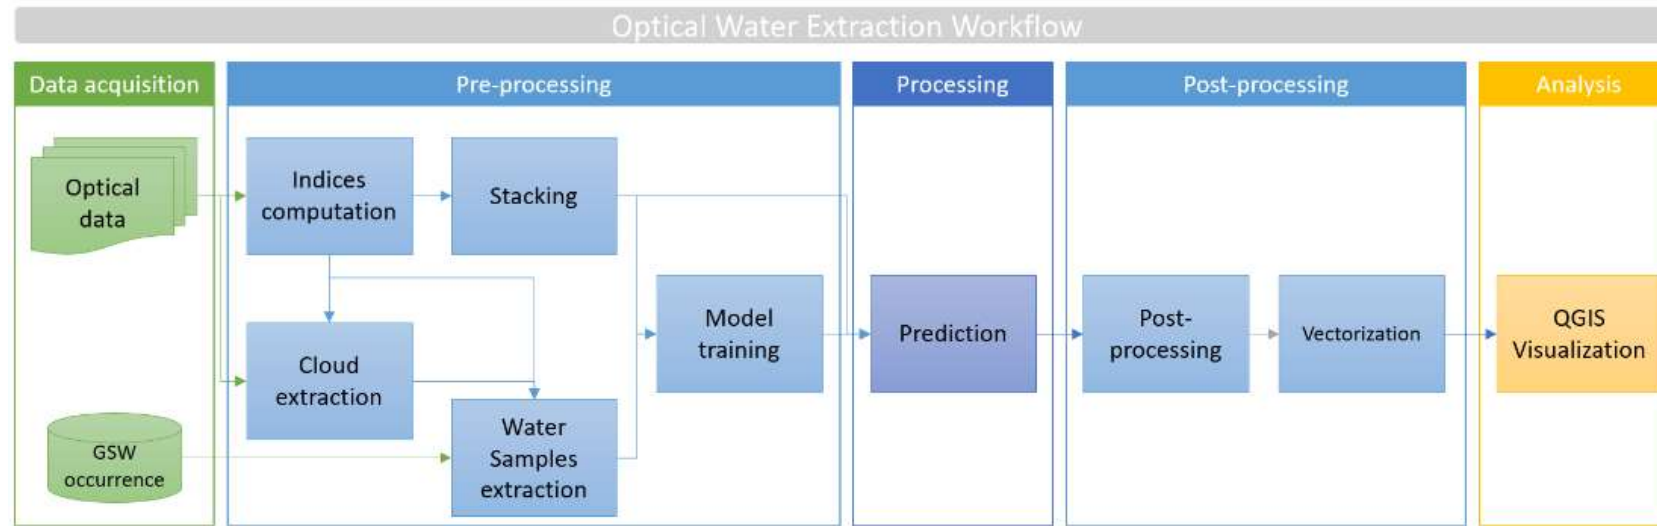 Optical Water Extraction Workflow
Data acquisition
Pre-processing
Processing
Post-processing
Analysis
Optical
data
Indices
computation
Stacking
Cloud
extraction
GSW
occurrence
Water
Samples
extraction
Model
training
Prediction
Post-
processing
Vectorization
QGIS
Visualization